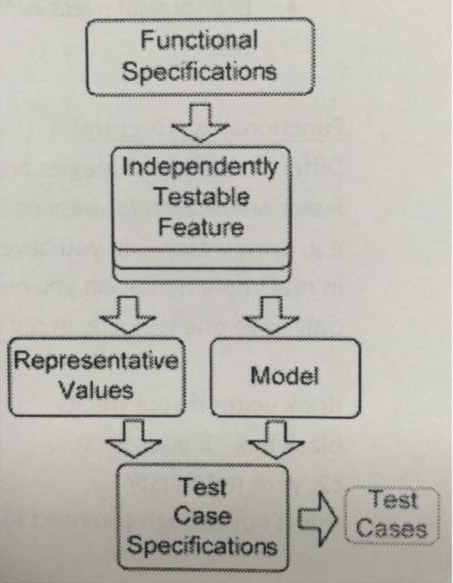 Functional
Specifications
Independently
Testable
Feature
Representative
Values
Model
Test
Case
Specifications
Test
Cases